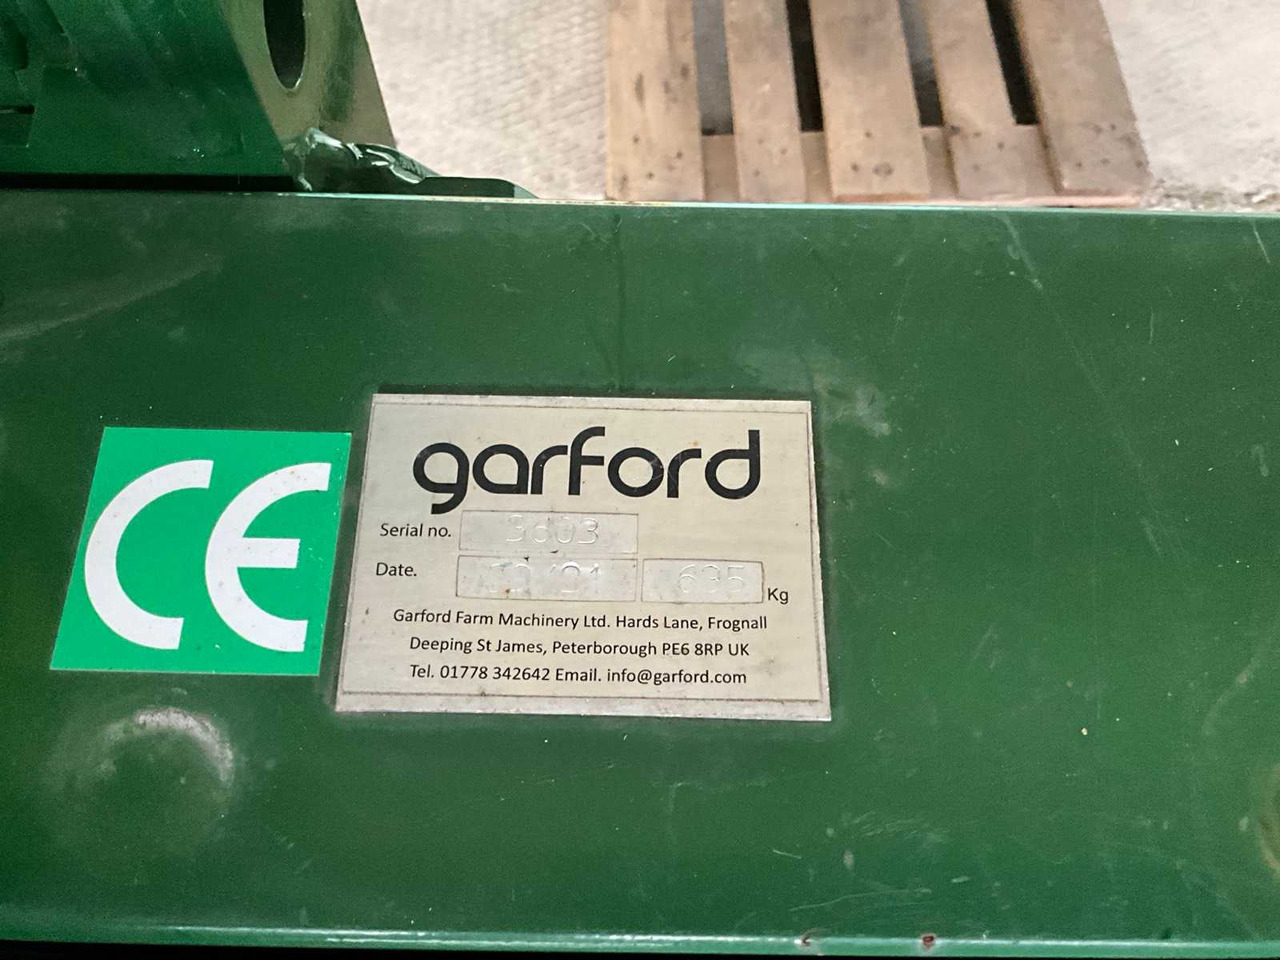 CE
garford
Serial no. 3603
Date. Kg
Garford Farm Machinery Ltd. Hards Lane, Frognall
Deeping St James, Peterborough PE6 8RP UK
Tel. 01778 342642 Email. info@garford.com